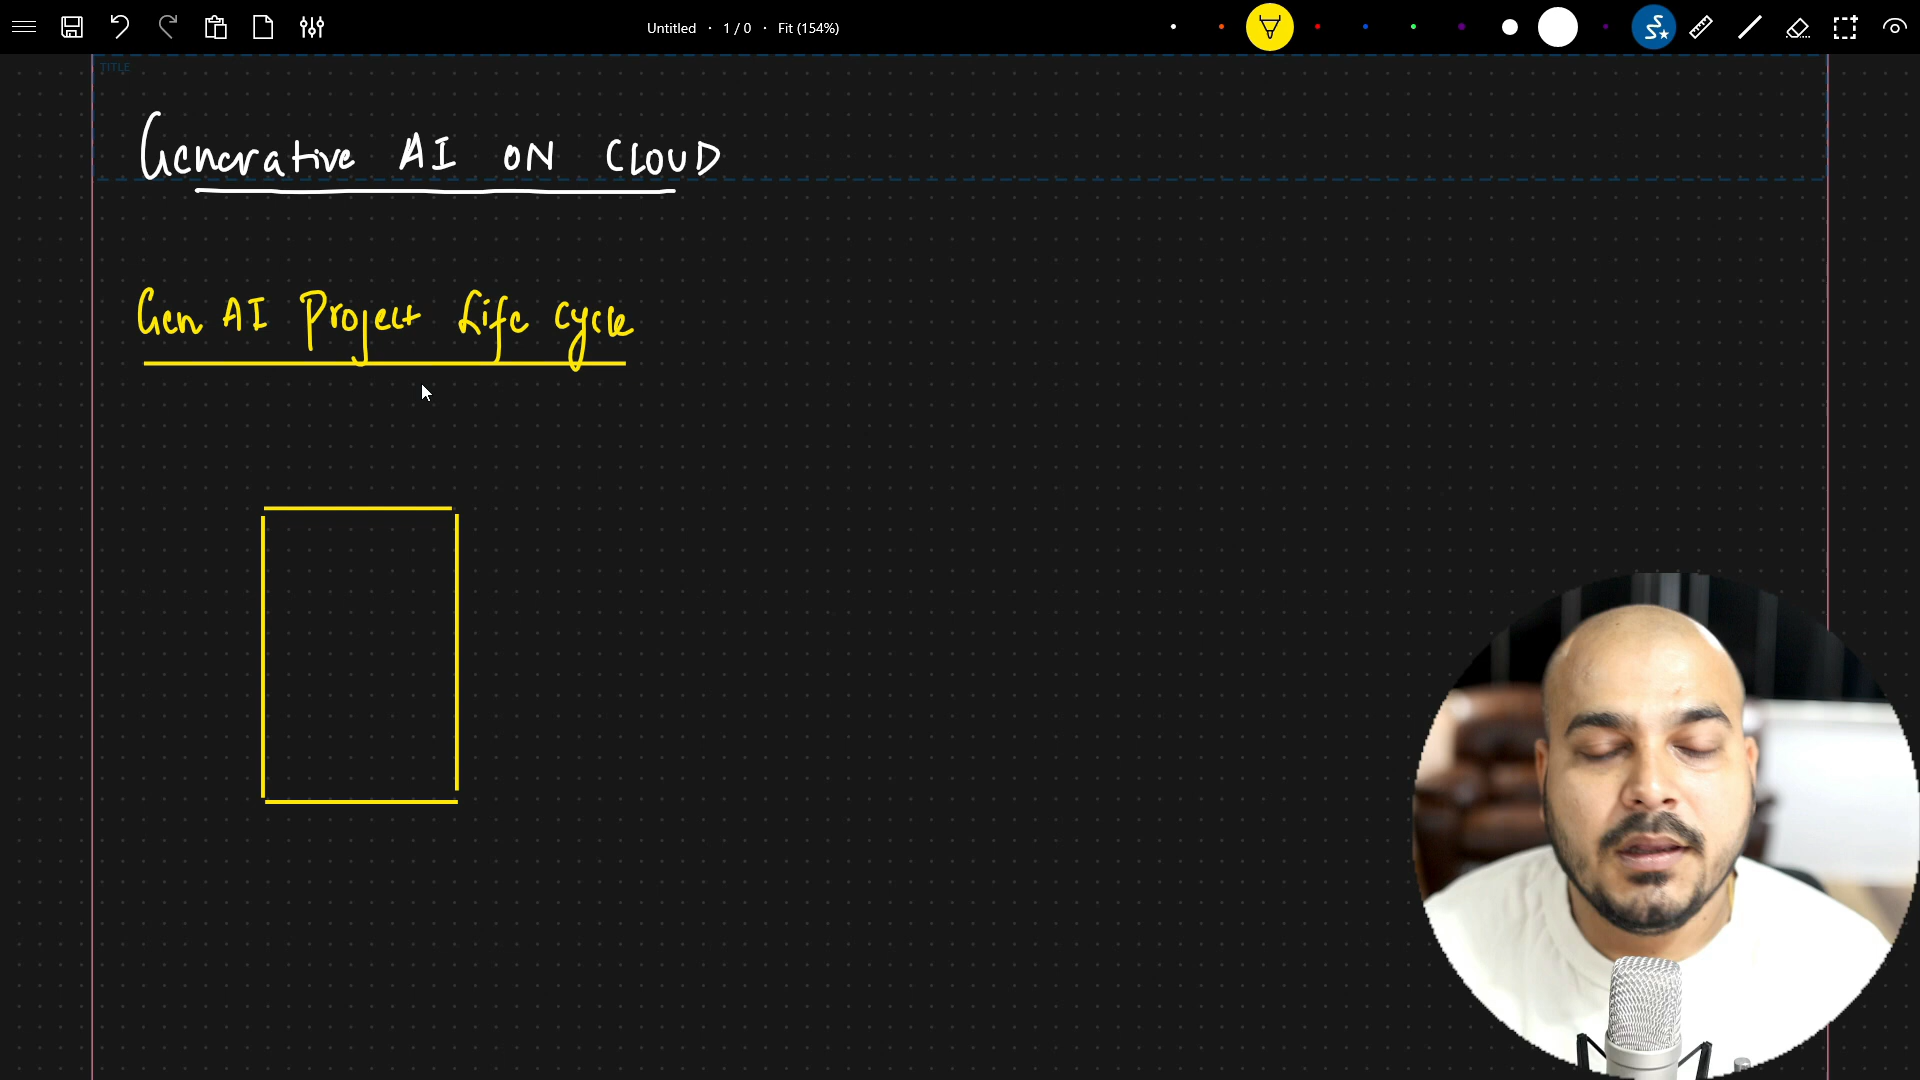 Untitled · 1 / 0 · Fit (154%)
TITLE
Generative AI ON CLOUD
Gen AI Project Life Cycle